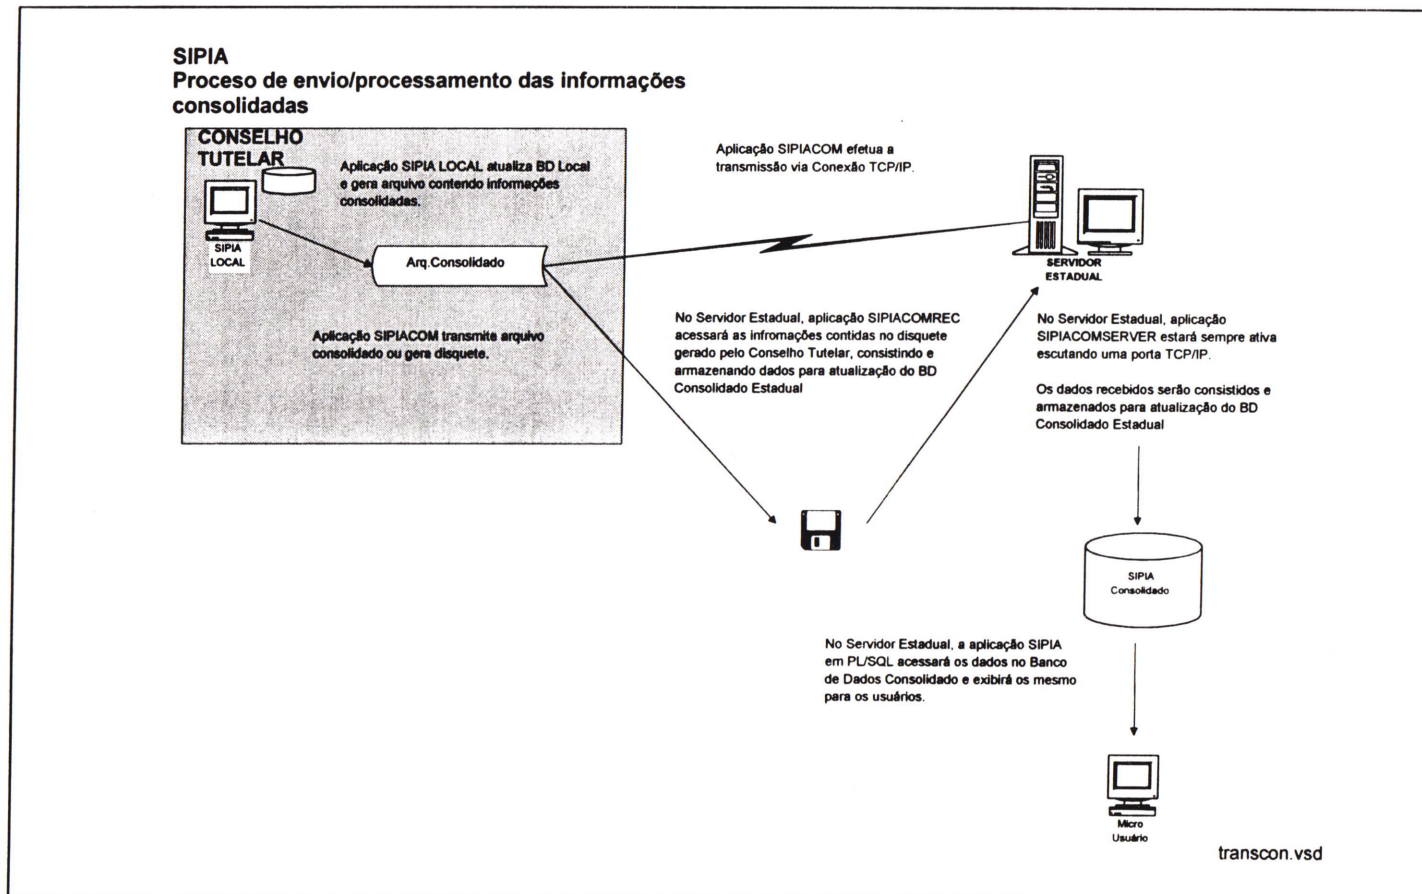 SIPIA
Proceso de envio/processamento das informações
consolidadas
CONSELHO
TUTELAR
Aplicação SIPIA LOCAL atualiza BD Local
e gera arquivo contendo informações
consolidadas.
SIPIA
LOCAL
Arq.Consolidado
Aplicação SIPIACOM transmite arquivo
consolidado ou gera disquete.
Aplicação SIPIACOM efetua a
transmissão via Conexão TCP/IP.
SERVIDOR
ESTADUAL
No Servidor Estadual, aplicação SIPIACOMREC
acessará as infromações contidas no disquete
gerado pelo Conselho Tutelar, consistindo e
armazenando dados para atualização do BD
Consolidado Estadual
No Servidor Estadual, aplicação
SIPIACOMSERVER estará sempre ativa
escutando uma porta TCP/IP.
Os dados recebidos serão consistidos e
armazenados para atualização do BD
Consolidado Estadual
SIPIA
Consolidado
No Servidor Estadual, a aplicação SIPIA
em PL/SQL acessará os dados no Banco
de Dados Consolidado e exibirá os mesmo
para os usuários.
Micro
Usuário
transcon.vsd